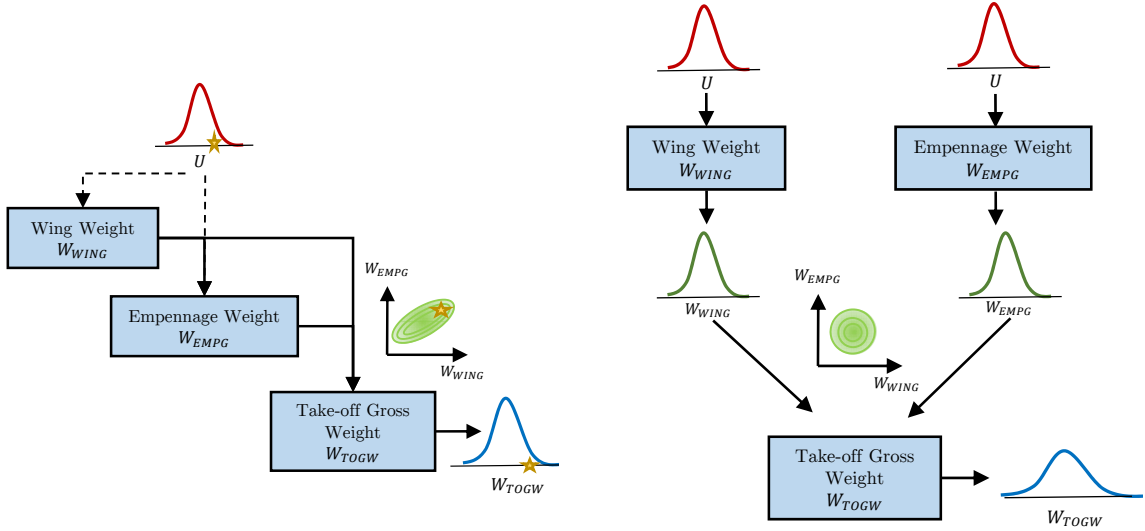 U
Wing Weight
W_WING
Empennage Weight
W_EMPG
W_EMPG
W_WING
Take-off Gross
Weight
W_TOGW
W_TOGW
U
U
Wing Weight
W_WING
Empennage Weight
W_EMPG
W_WING
W_EMPG
W_EMPG
W_WING
Take-off Gross
Weight
W_TOGW
W_TOGW